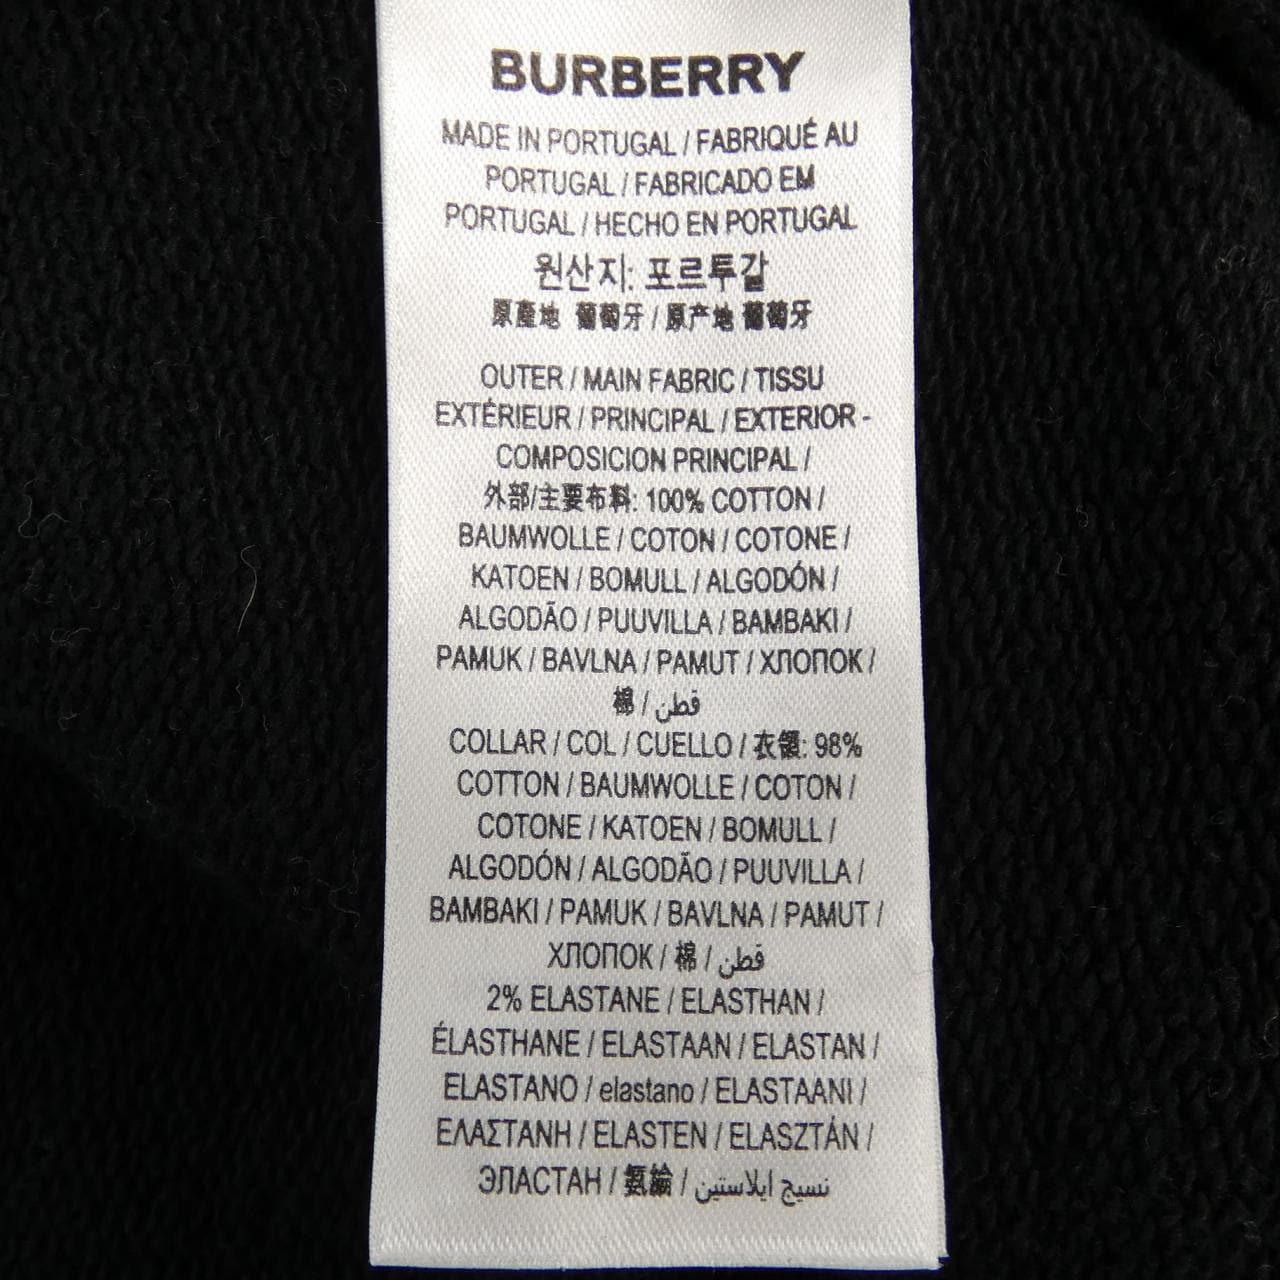 BURBERRY
MADE IN PORTUGAL / FABRIQUÉ AU
PORTUGAL / FABRICADO EM
PORTUGAL / HECHO EN PORTUGAL
원산지: 포르투갈
原產地 葡萄牙 / 原产地 葡萄牙
OUTER / MAIN FABRIC / TISSU
EXTÉRIEUR / PRINCIPAL / EXTERIOR -
COMPOSICION PRINCIPAL /
外部/主要布料: 100% COTTON /
BAUMWOLLE / COTON / COTONE /
KATOEN / BOMULL / ALGODÓN /
ALGODÃO / PUUVILLA / BAMBAKI /
PAMUK / BAVLNA / PAMUT / ХЛОПОК /
棉 / قطن
COLLAR / COL / CUELLO / 衣領: 98%
COTTON / BAUMWOLLE / COTON /
COTONE / KATOEN / BOMULL /
ALGODÓN / ALGODÃO / PUUVILLA /
BAMBAKI / PAMUK / BAVLNA / PAMUT /
ХЛОПОК / 棉 / قطن
2% ELASTANE / ELASTHAN /
ÉLASTHANE / ELASTAAN / ELASTAN /
ELASTANO / elastano / ELASTAANI /
ΕΛΑΣΤΑΝΗ / ELASTEN / ELASZTÁN /
ЭЛАСТАН / 氨綸 / نسيج ايلاستين